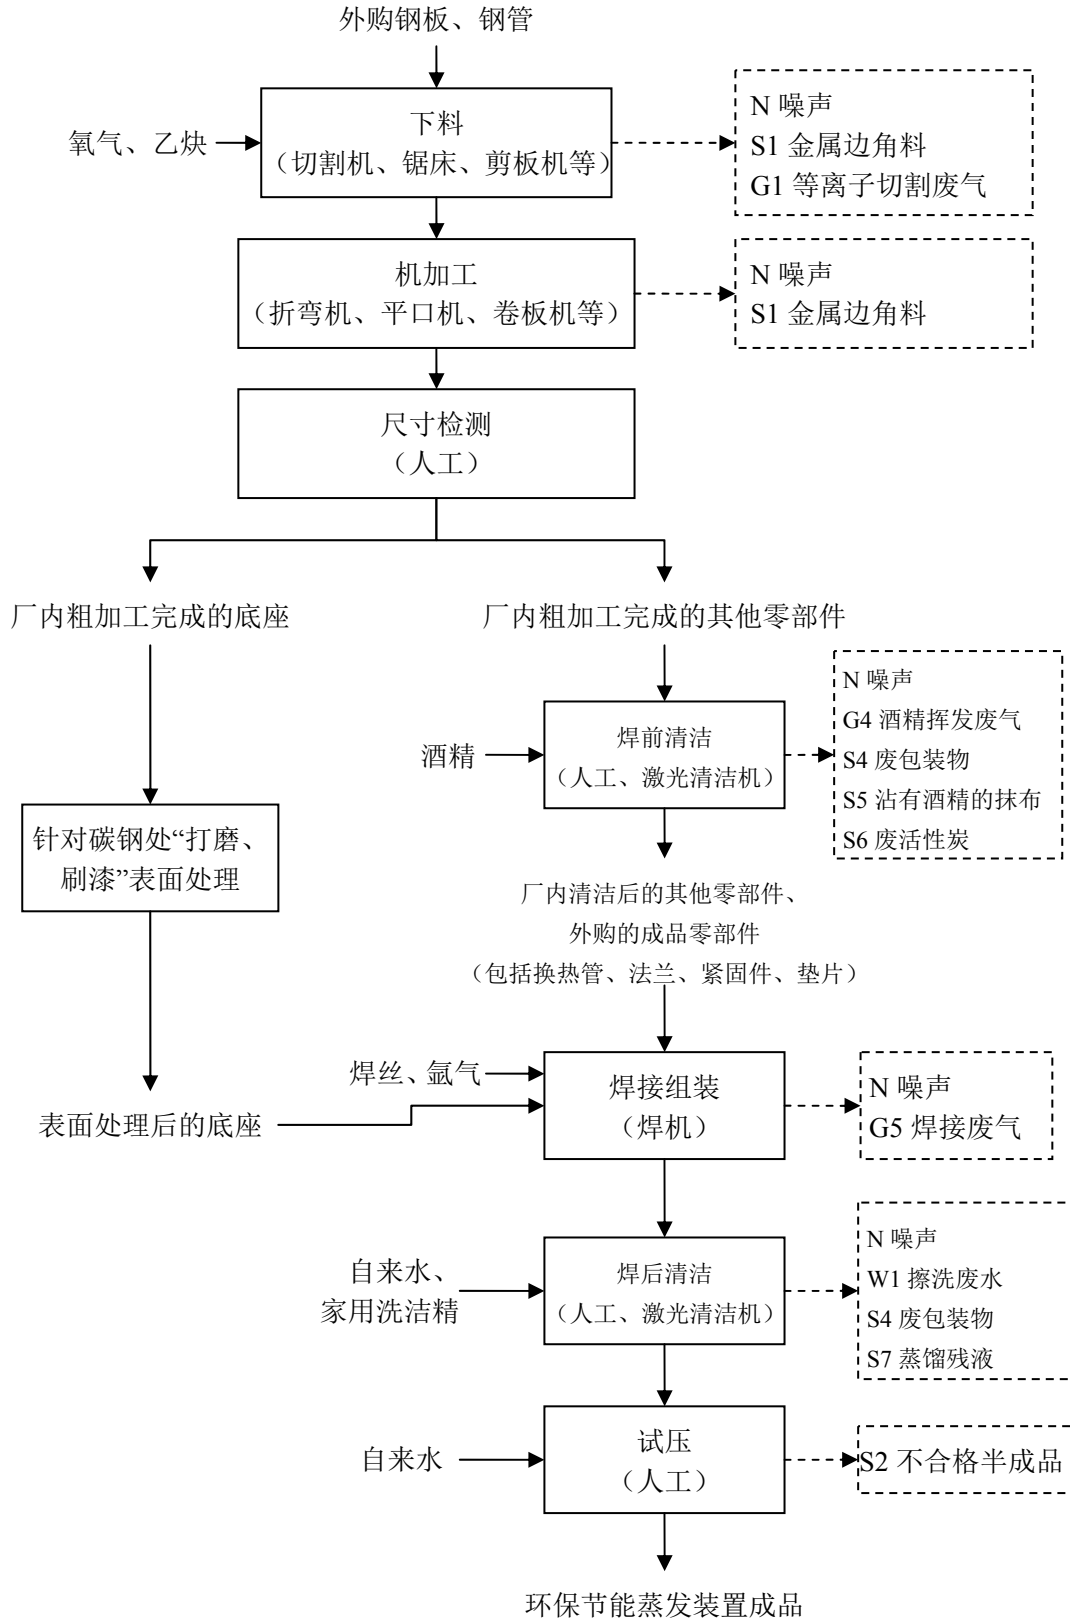 外购钢板、钢管
氧气、乙炔
下料
（切割机、锯床、剪板机等）
N 噪声
S1 金属边角料
G1 等离子切割废气
机加工
（折弯机、平口机、卷板机等）
N 噪声
S1 金属边角料
尺寸检测
（人工）
厂内粗加工完成的底座
厂内粗加工完成的其他零部件
酒精
焊前清洁
（人工、激光清洁机）
N 噪声
G4 酒精挥发废气
S4 废包装物
S5 沾有酒精的抹布
S6 废活性炭
针对碳钢处“打磨、
刷漆”表面处理
厂内清洁后的其他零部件、
外购的成品零部件
（包括换热管、法兰、紧固件、垫片）
焊丝、氩气
表面处理后的底座
焊接组装
（焊机）
N 噪声
G5 焊接废气
自来水、
家用洗洁精
焊后清洁
（人工、激光清洁机）
N 噪声
W1 擦洗废水
S4 废包装物
S7 蒸馏残液
自来水
试压
（人工）
S2 不合格半成品
环保节能蒸发装置成品